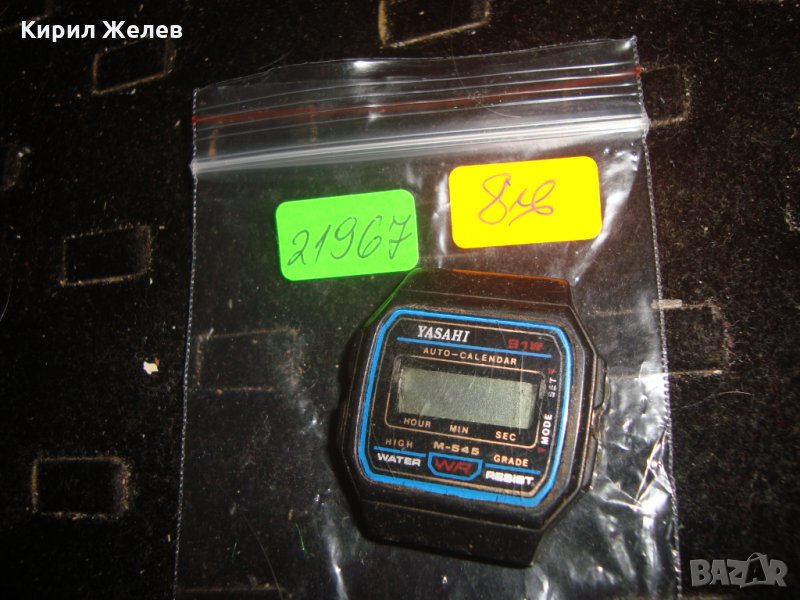 Кирил Желев
21967
8лв
YASAHI
91W
AUTO-CALENDAR
HOUR MIN SEC
MODE SET
HIGH M-545 GRADE
WATER WR RESIST
BAZAR